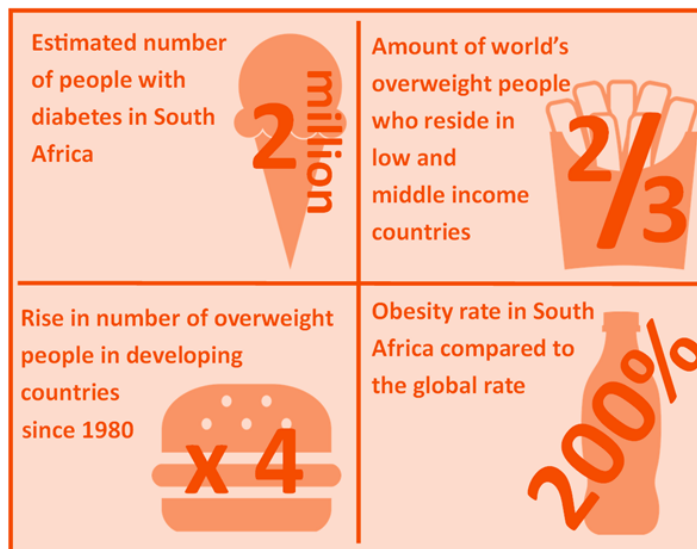 Estimated number
of people with
diabetes in South
Africa
2 million
Amount of world's
overweight people
who reside in
low and
middle income
countries
2/3
Rise in number of overweight
people in developing
countries
since 1980
x 4
Obesity rate in South
Africa compared to
the global rate
200%